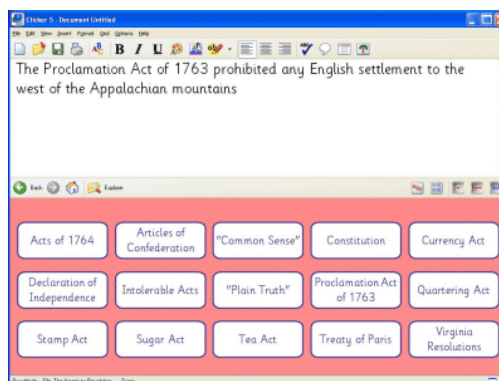 Clicker 5 - Document Untitled
File Edit View Insert Format Grid Options Help
B I U
The Proclamation Act of 1763 prohibited any English settlement to the
west of the Appalachian mountains
Back Explorer
Acts of 1764
Articles of
Confederation
"Common Sense"
Constitution
Currency Act
Declaration of
Independence
Intolerable Acts
"Plain Truth"
Proclamation Act
of 1763
Quartering Act
Stamp Act
Sugar Act
Tea Act
Treaty of Paris
Virginia
Resolutions